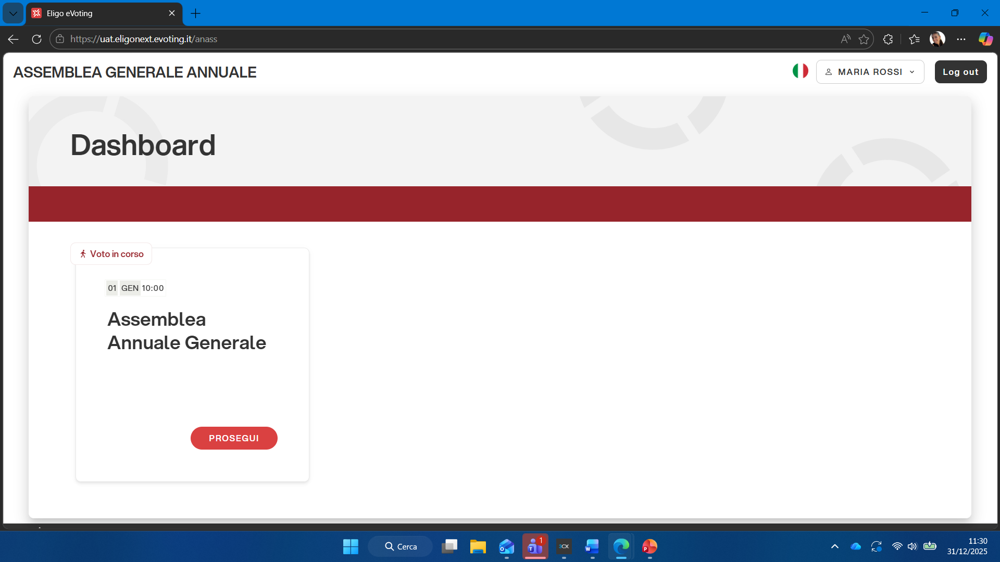 Eligo eVoting
https://uat.eligonext.evoting.it/anass
ASSEMBLEA GENERALE ANNUALE
MARIA ROSSI
Log out
Dashboard
Voto in corso
01 GEN 10:00
Assemblea
Annuale Generale
PROSEGUI
Cerca
1
3CX
11:30
31/12/2025